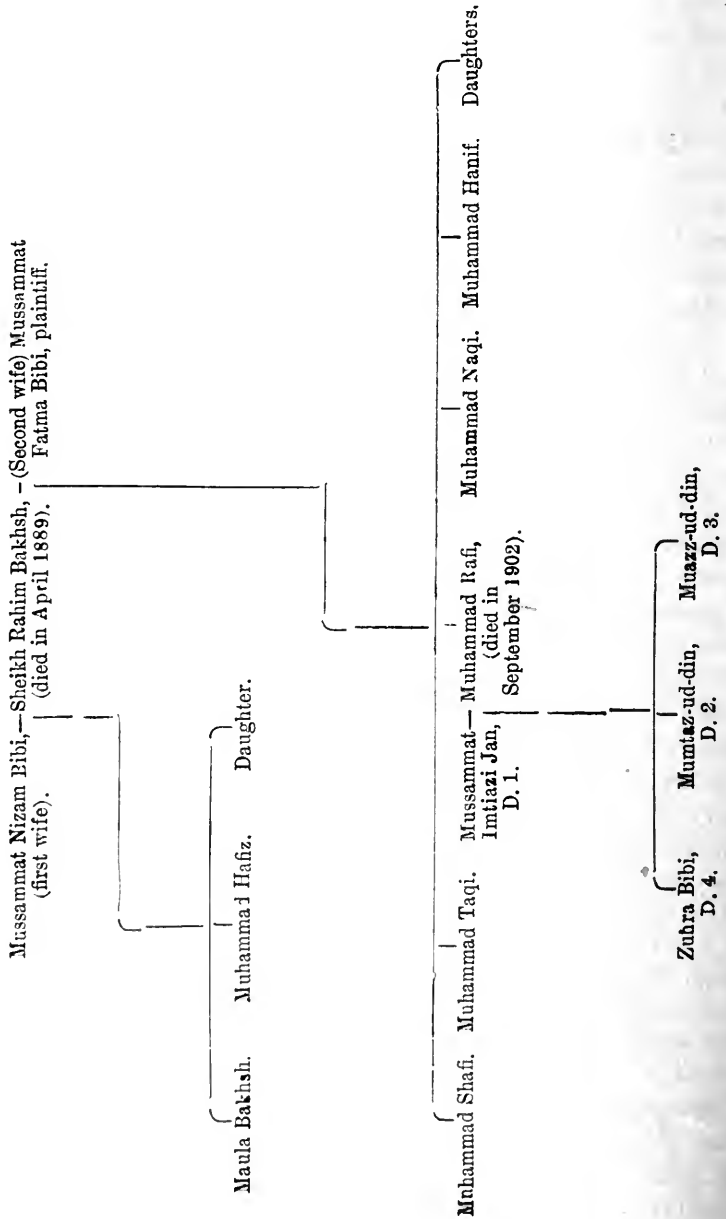 Mussammat Nizam Bibi,—Sheikh Rahim Bakhsh, – (Second wife) Mussammat
(first wife). (died in April 1889). Fatma Bibi, plaintiff.
Maula Bakhsh. Muhammad Hafiz. Daughter.
Muhammad Shafi. Muhammad Taqi. Mussammat— Muhammad Rafi, Muhammad Naqi. Muhammad Hanif. Daughters.
Imtiazi Jan, (died in
D. 1. September 1902).
Zuhra Bibi, Mumtaz-ud-din, Muazz-ud-din,
D. 4. D. 2. D. 3.